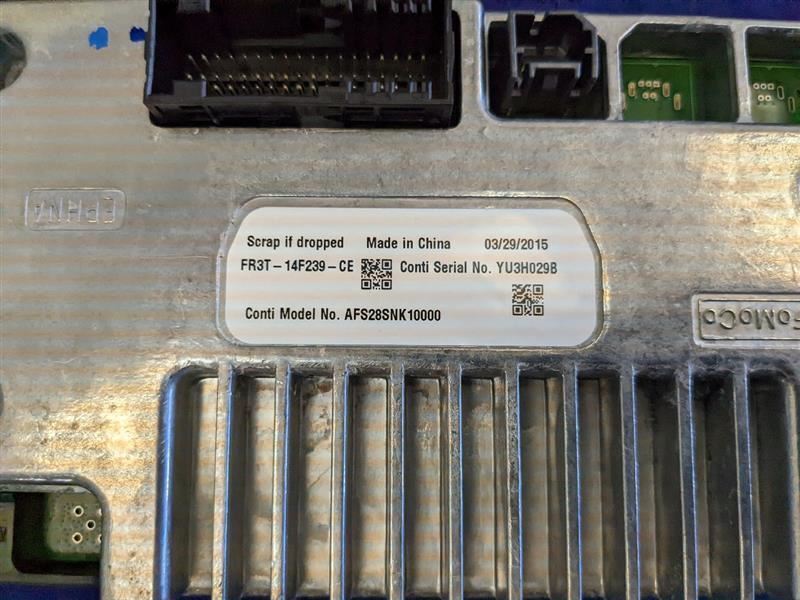 Scrap if dropped Made in China 03/29/2015
FR3T-14F239-CE Conti Serial No. YU3H029B
Conti Model No. AFS28SNK10000
FoMoCo